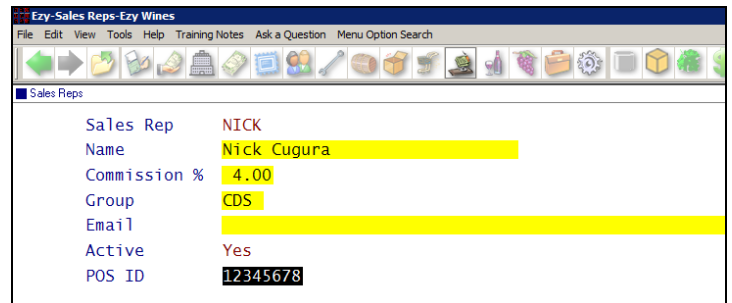 Ezy-Sales Reps-Ezy Wines
File Edit View Tools Help Training Notes Ask a Question Menu Option Search
Sales Reps
Sales Rep NICK
Name Nick Cugura
Commission % 4.00
Group CDS
Email
Active Yes
POS ID 12345678